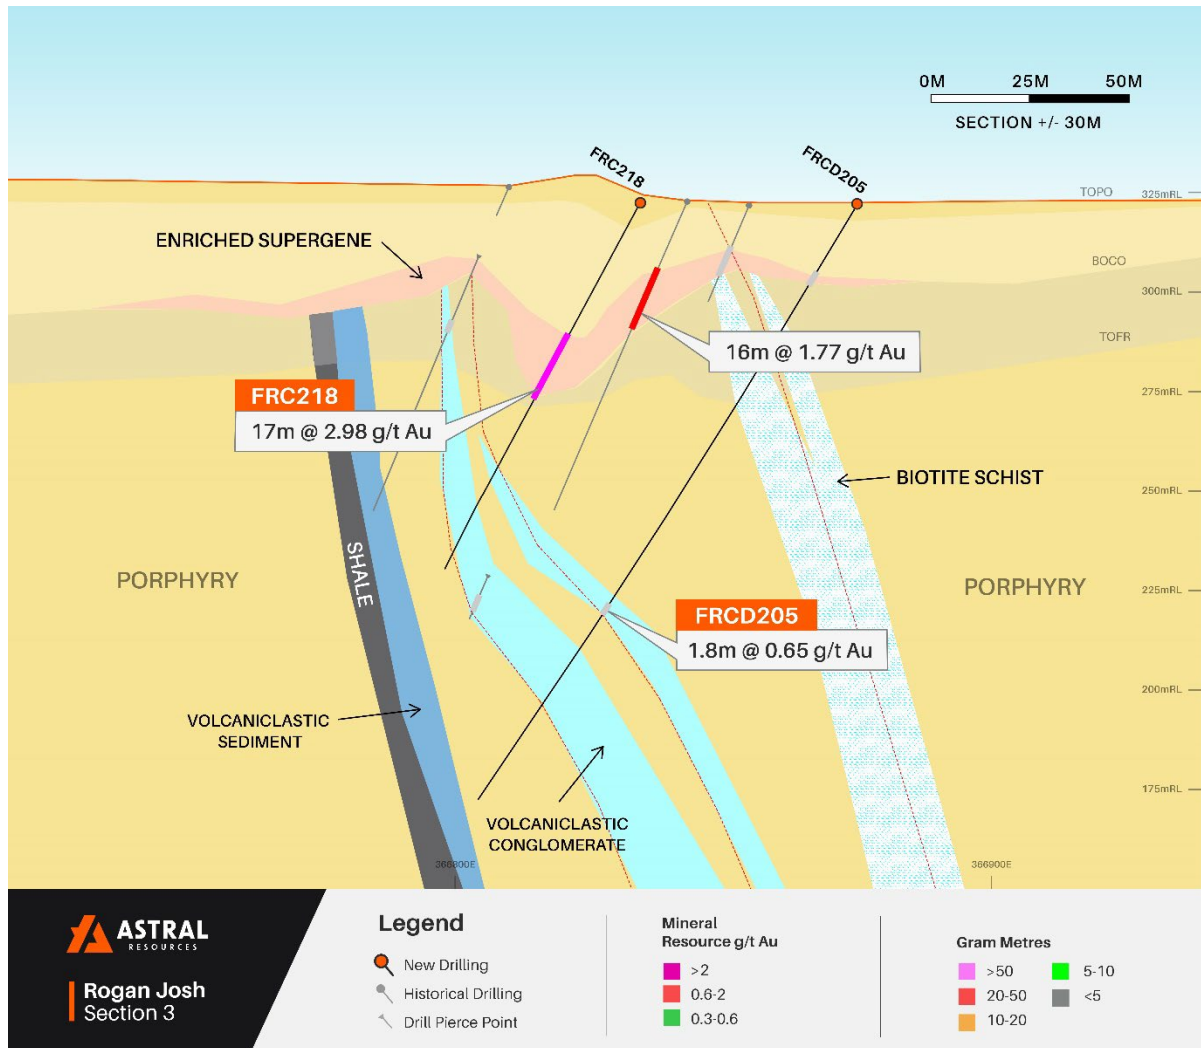 0M 25M 50M
SECTION +/- 30M
FRC218
FRCD205
TOPO 325mRL
ENRICHED SUPERGENE
BOCO
300mRL
16m @ 1.77 g/t Au
TOFR
FRC218
275mRL
17m @ 2.98 g/t Au
BIOTITE SCHIST
250mRL
SHALE
PORPHYRY
PORPHYRY
225mRL
FRCD205
1.8m @ 0.65 g/t Au
200mRL
VOLCANICLASTIC
SEDIMENT
175mRL
VOLCANICLASTIC
CONGLOMERATE
366800E
366900E
ASTRAL
RESOURCES
Rogan Josh
Section 3
Legend
New Drilling
Historical Drilling
Drill Pierce Point
Mineral
Resource g/t Au
>2
0.6-2
0.3-0.6
Gram Metres
>50
20-50
10-20
5-10
<5